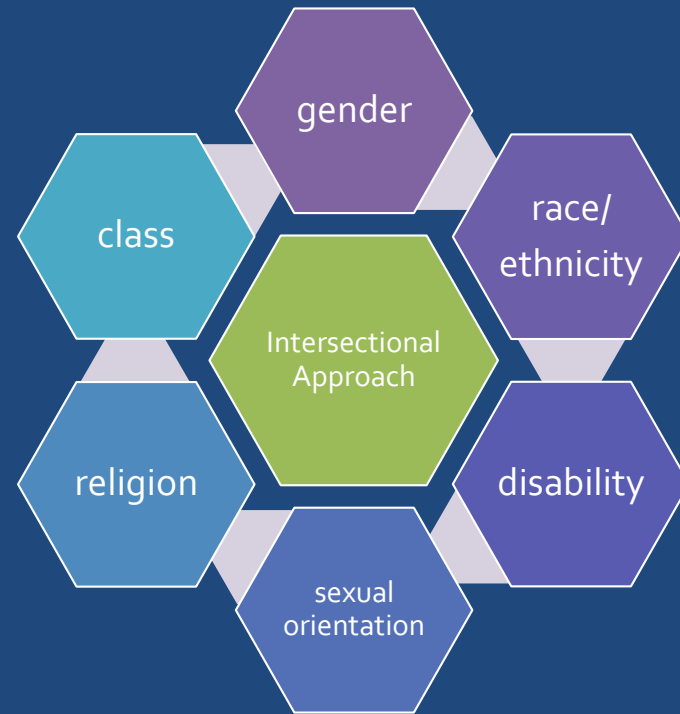 gender
race/
ethnicity
disability
sexual
orientation
religion
class
Intersectional
Approach